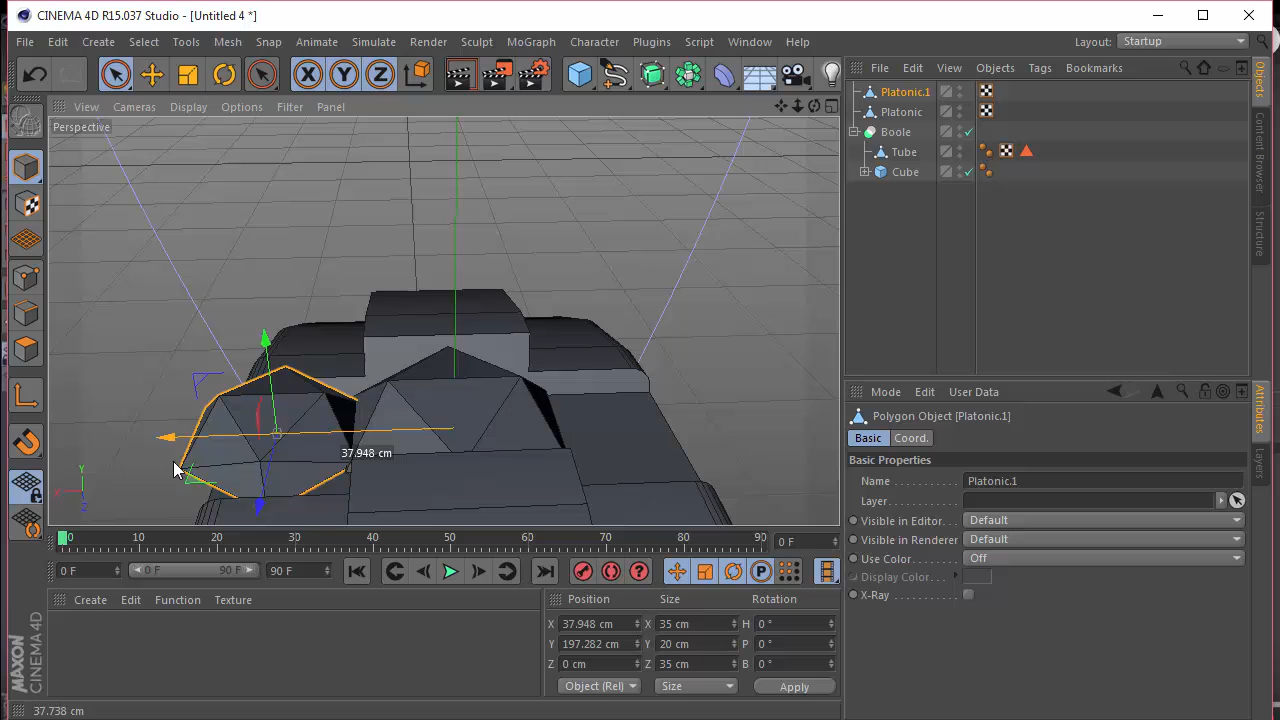 CINEMA 4D R15.037 Studio - [Untitled 4 *]
File Edit Create Select Tools Mesh Snap Animate Simulate Render Sculpt MoGraph Character Plugins Script Window Help Layout: Startup
X Y Z
File Edit View Objects Tags Bookmarks
View Cameras Display Options Filter Panel
Perspective
Platonic.1
Platonic
Boole
Tube
Cube
Objects
Content Browser
Structure
37.948 cm
Y
X
Z
Mode Edit User Data
Polygon Object [Platonic.1]
Basic Coord.
Basic Properties
Name Platonic.1
Layer
Visible in Editor Default
Visible in Renderer Default
Use Color Off
Display Color
X-Ray
Attributes
Layers
0 10 20 30 40 50 60 70 80 90 0 F
0 F 0 F 90 F 90 F
P
Create Edit Function Texture
Position Size Rotation
X 37.948 cm X 35 cm H 0 °
Y 197.282 cm Y 20 cm P 0 °
Z 0 cm Z 35 cm B 0 °
Object (Rel) Size Apply
MAXON CINEMA 4D
37.738 cm